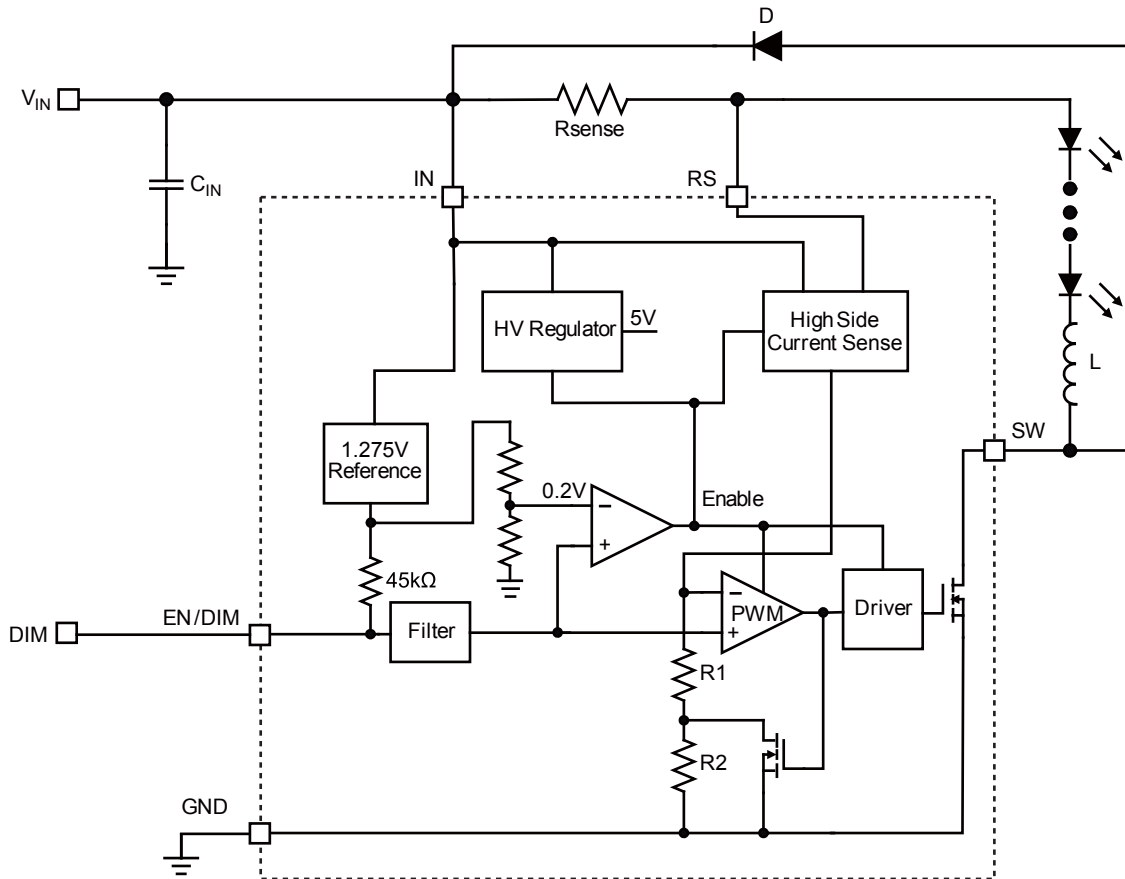 D
VIN
Rsense
CIN
IN
RS
HV Regulator
5V
High Side
Current Sense
L
1.275V
Reference
SW
0.2V
Enable
−
+
45kΩ
EN/DIM
DIM
Filter
−
PWM
+
Driver
R1
R2
GND